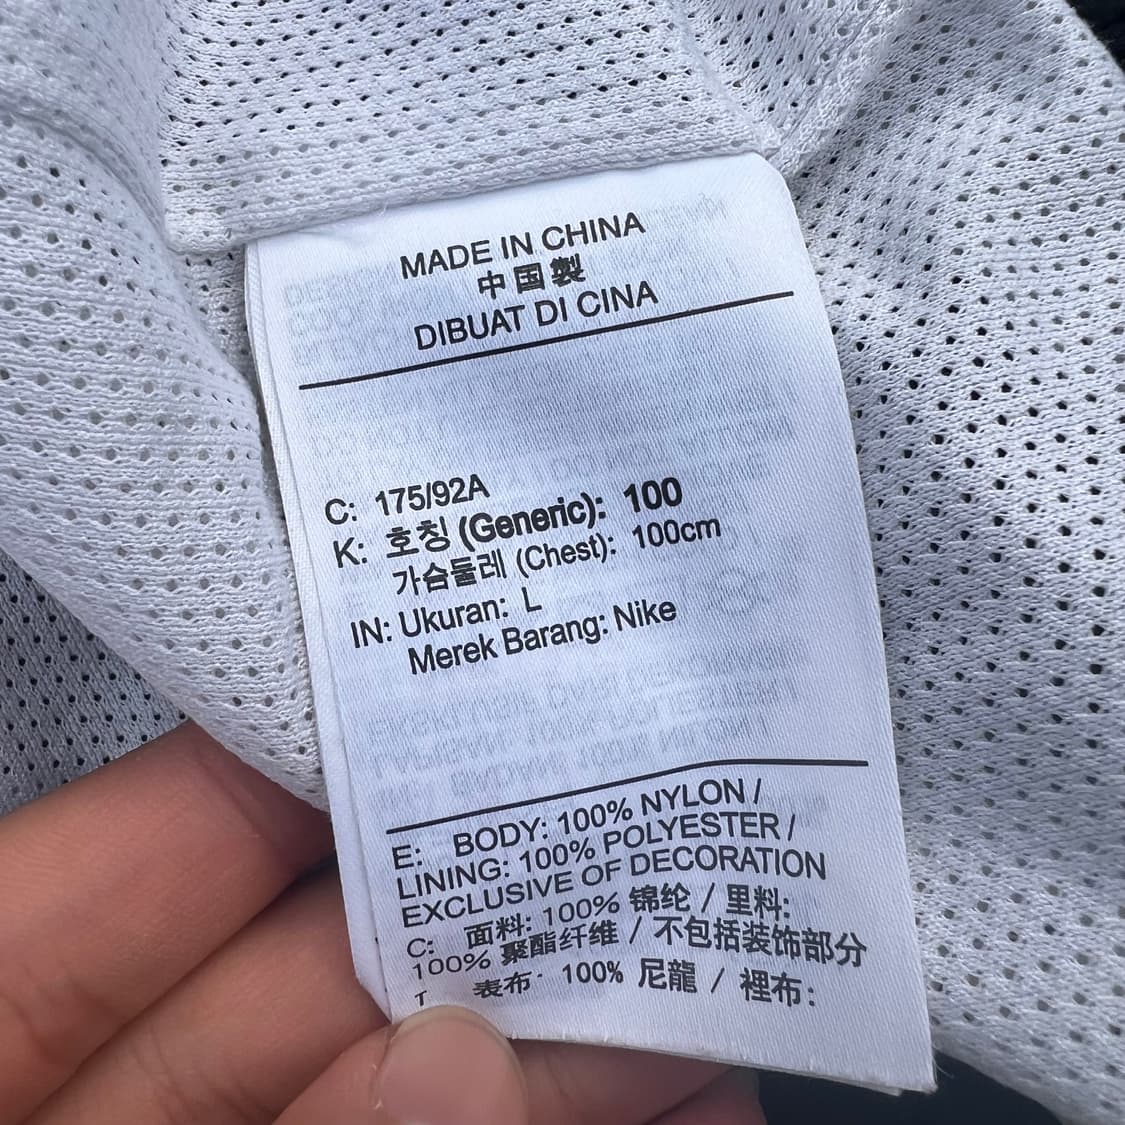 MADE IN CHINA
中国製
DIBUAT DI CINA
C: 175/92A
K: 호칭 (Generic): 100
가슴둘레 (Chest): 100cm
IN: Ukuran: L
Merek Barang: Nike
E: BODY: 100% NYLON /
LINING: 100% POLYESTER /
EXCLUSIVE OF DECORATION
C: 面料: 100% 锦纶 / 里料:
100% 聚酯纤维 / 不包括装饰部分
T 表布: 100% 尼龍 / 裡布: